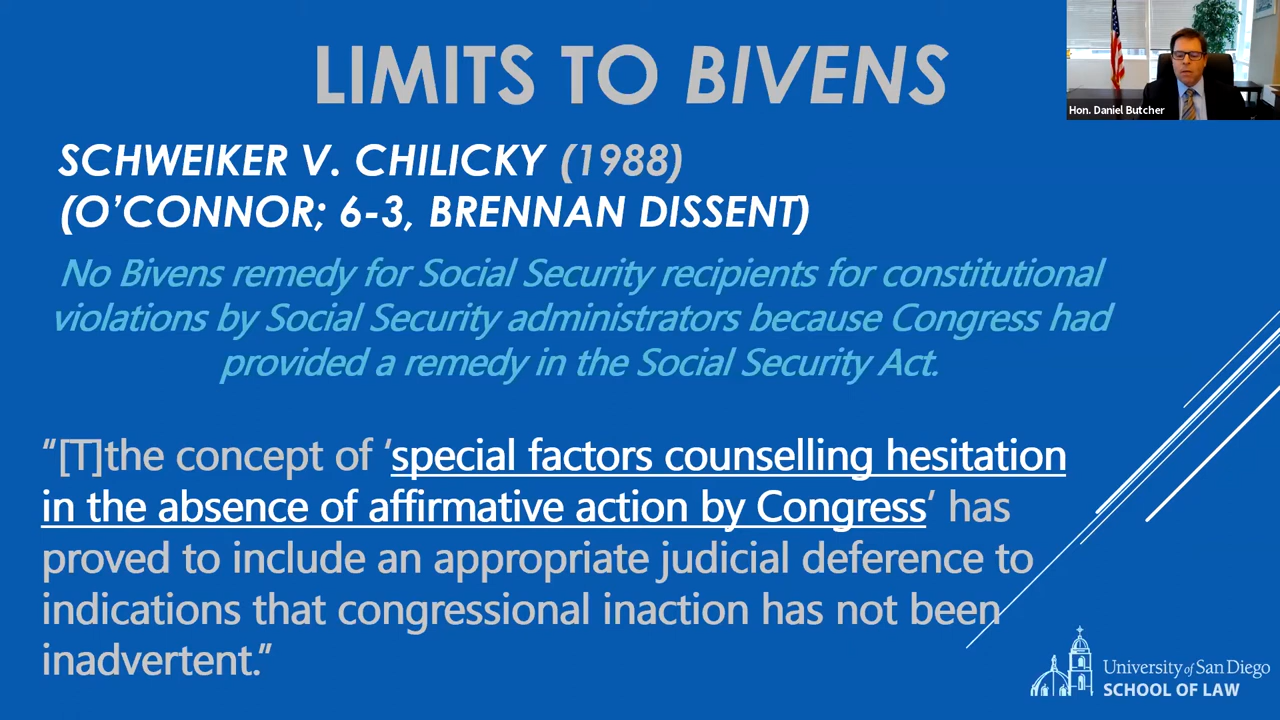 LIMITS TO BIVENS
Hon. Daniel Butcher
SCHWEIKER V. CHILICKY (1988)
(O’CONNOR; 6-3, BRENNAN DISSENT)
No Bivens remedy for Social Security recipients for constitutional
violations by Social Security administrators because Congress had
provided a remedy in the Social Security Act.
“[T]the concept of ‘special factors counselling hesitation
in the absence of affirmative action by Congress’ has
proved to include an appropriate judicial deference to
indications that congressional inaction has not been
inadvertent.”
University of San Diego
SCHOOL OF LAW